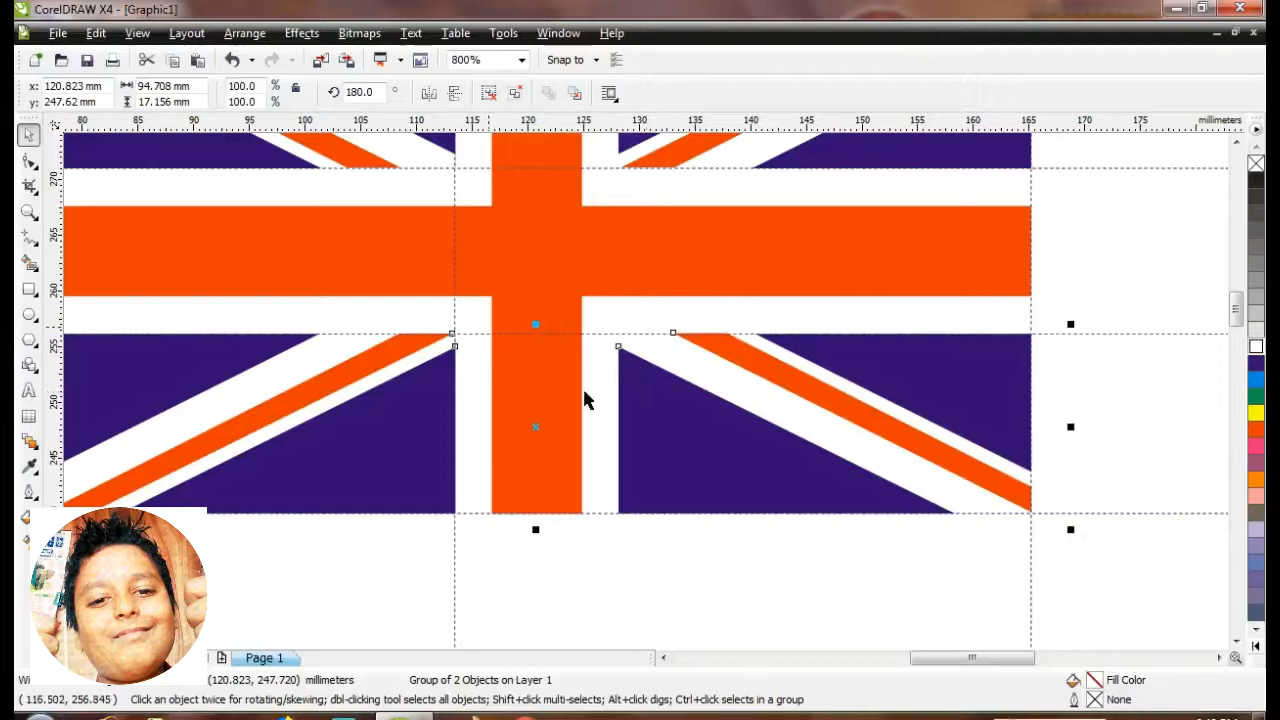 CorelDRAW X4 - [Graphic1]
File Edit View Layout Arrange Effects Bitmaps Text Table Tools Window Help
800% Snap to
x: 120.823 mm 94.708 mm 100.0 % 180.0 °
y: 247.62 mm 17.156 mm 100.0 %
80 85 90 95 100 105 110 115 120 125 130 135 140 145 150 155 160 165 170 175 millimeters
270
265
260
255
250
245
Page 1
(120.823, 247.720) millimeters Group of 2 Objects on Layer 1 Fill Color
( 116.502, 256.845) Click an object twice for rotating/skewing; dbl-clicking tool selects all objects; Shift+click multi-selects; Alt+click digs; Ctrl+click selects in a group None